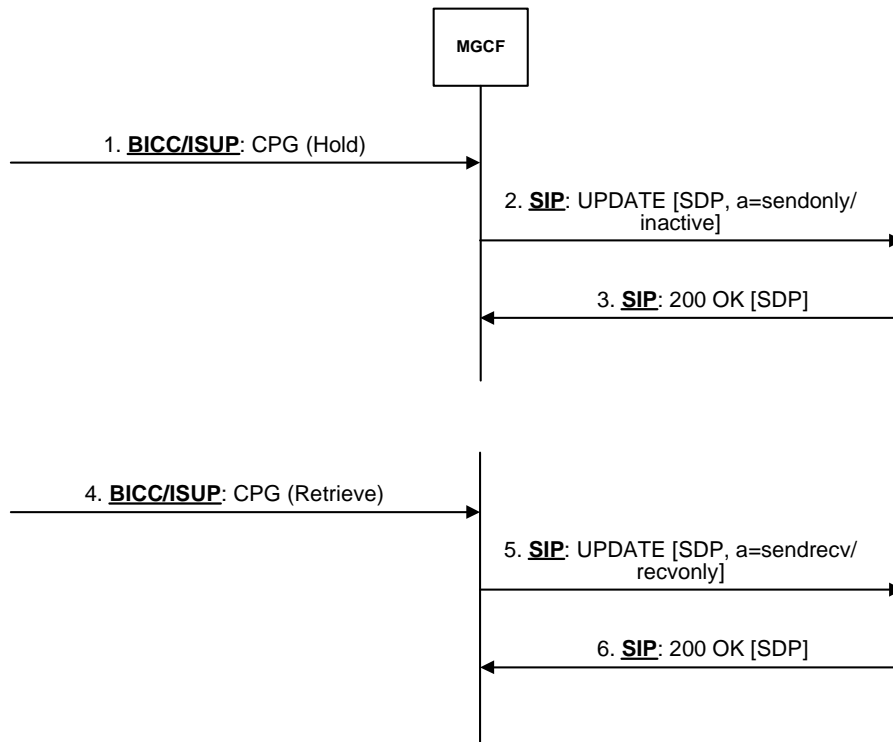 MGCF
1. BICC/ISUP: CPG (Hold)
2. SIP: UPDATE [SDP, a=sendonly/
inactive]
3. SIP: 200 OK [SDP]
4. BICC/ISUP: CPG (Retrieve)
5. SIP: UPDATE [SDP, a=sendrecv/
recvonly]
6. SIP: 200 OK [SDP]